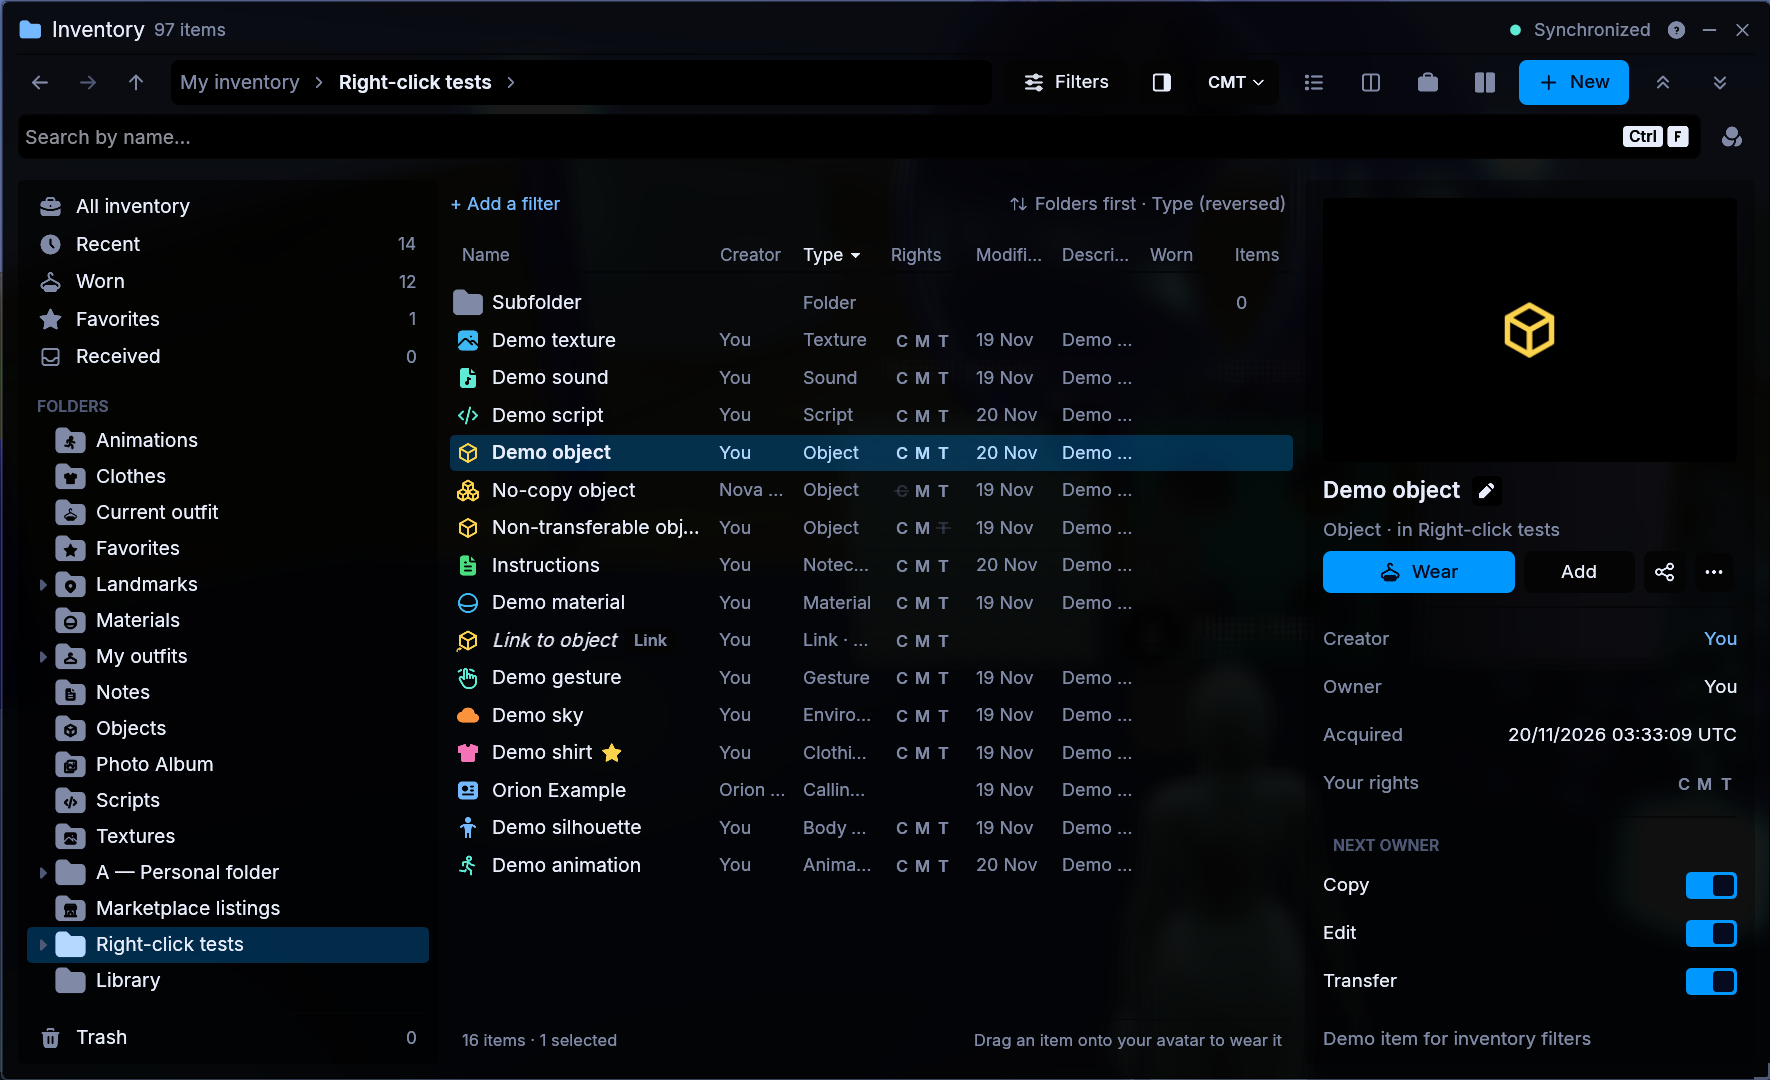 Inventory 97 items
Synchronized ?
My inventory › Right-click tests ›
Filters
CMT
+ New
Search by name...
Ctrl F
All inventory
Recent 14
Worn 12
Favorites 1
Received 0
FOLDERS
Animations
Clothes
Current outfit
Favorites
Landmarks
Materials
My outfits
Notes
Objects
Photo Album
Scripts
Textures
A — Personal folder
Marketplace listings
Right-click tests
Library
Trash 0
+ Add a filter
Folders first · Type (reversed)
Name Creator Type Rights Modifi... Descri... Worn Items
Subfolder Folder 0
Demo texture You Texture C M T 19 Nov Demo ...
Demo sound You Sound C M T 19 Nov Demo ...
Demo script You Script C M T 20 Nov Demo ...
Demo object You Object C M T 20 Nov Demo ...
No-copy object Nova ... Object C M T 19 Nov Demo ...
Non-transferable obj... You Object C M T 19 Nov Demo ...
Instructions You Notec... C M T 20 Nov Demo ...
Demo material You Material C M T 19 Nov Demo ...
Link to object Link You Link · ... C M T
Demo gesture You Gesture C M T 19 Nov Demo ...
Demo sky You Enviro... C M T 19 Nov Demo ...
Demo shirt You Clothi... C M T 19 Nov Demo ...
Orion Example Orion ... Callin... 19 Nov Demo ...
Demo silhouette You Body ... C M T 19 Nov Demo ...
Demo animation You Anima... C M T 20 Nov Demo ...
16 items · 1 selected
Drag an item onto your avatar to wear it
Demo object
Object · in Right-click tests
Wear
Add
Creator You
Owner You
Acquired 20/11/2026 03:33:09 UTC
Your rights C M T
NEXT OWNER
Copy
Edit
Transfer
Demo item for inventory filters